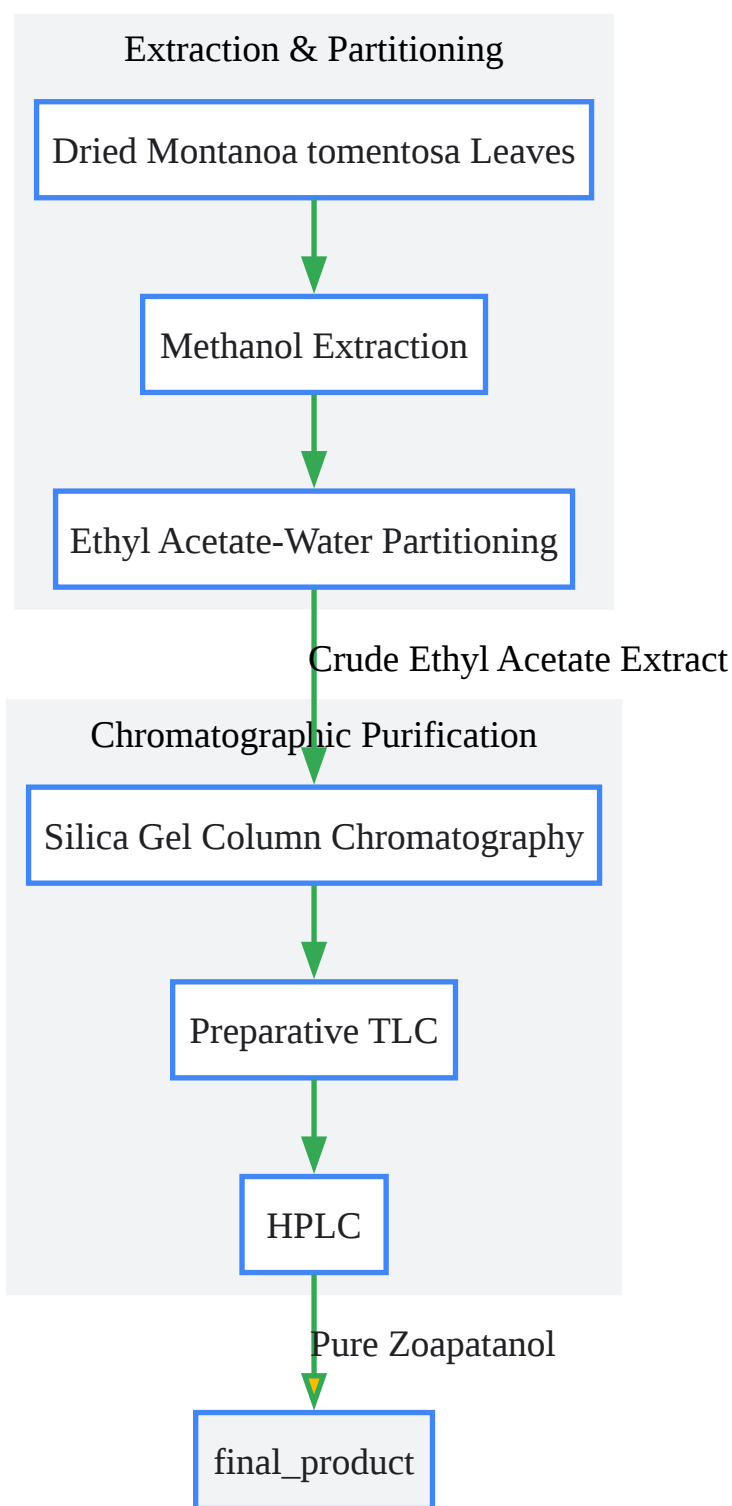 Extraction & Partitioning
Dried Montanoa tomentosa Leaves
Methanol Extraction
Ethyl Acetate-Water Partitioning
Crude Ethyl Acetate Extract
Chromatographic Purification
Silica Gel Column Chromatography
Preparative TLC
HPLC
Pure Zoapatanol
final_product